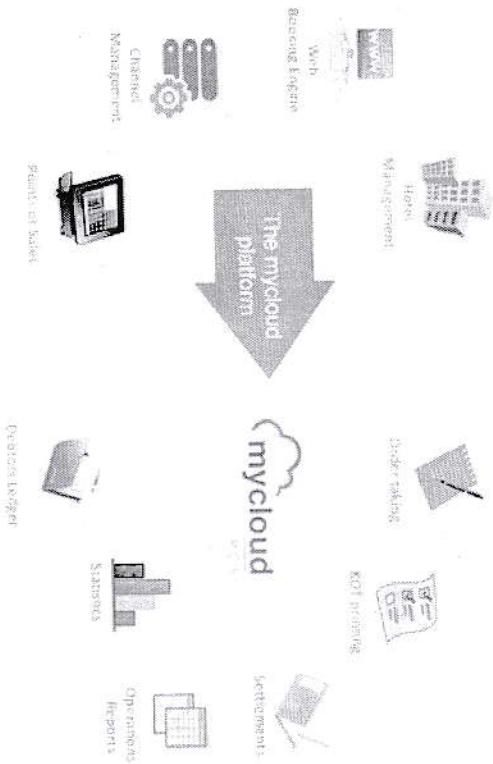 Web
Booking Engine
Hotel
Management
Channel
Management
Point of Sales
The mycloud
platform
mycloud
Order taking
KOT printing
Settlements
Debtors Ledger
Statistics
Operations
Reports
www